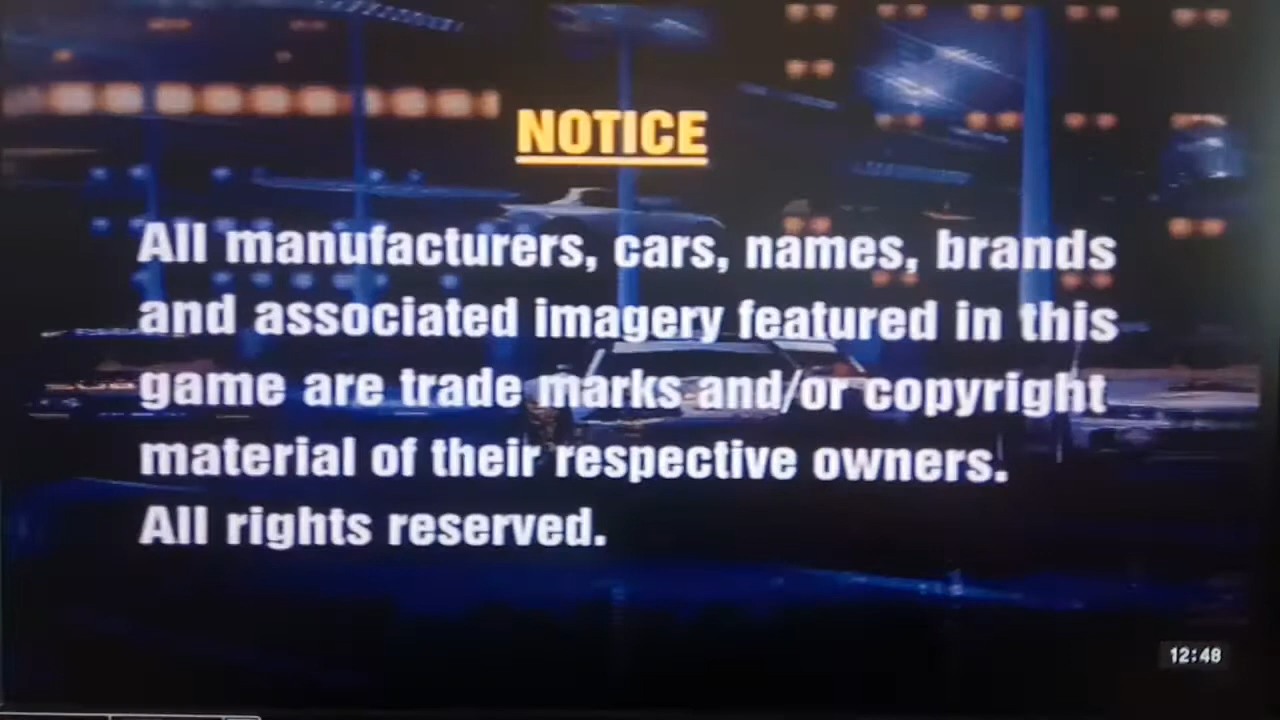 NOTICE
All manufacturers, cars, names, brands
and associated imagery featured in this
game are trade marks and/or copyright
material of their respective owners.
All rights reserved.
12:48